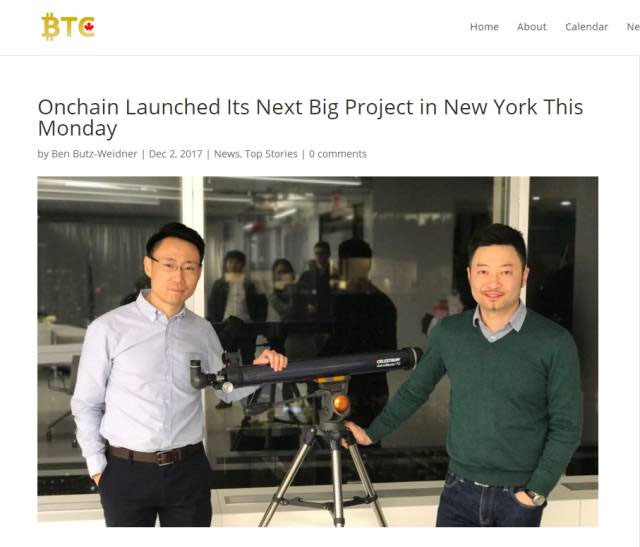 BTC
Home About Calendar Ne
Onchain Launched Its Next Big Project in New York This
Monday
by Ben Butz-Weidner | Dec 2, 2017 | News, Top Stories | 0 comments
CELESTRON